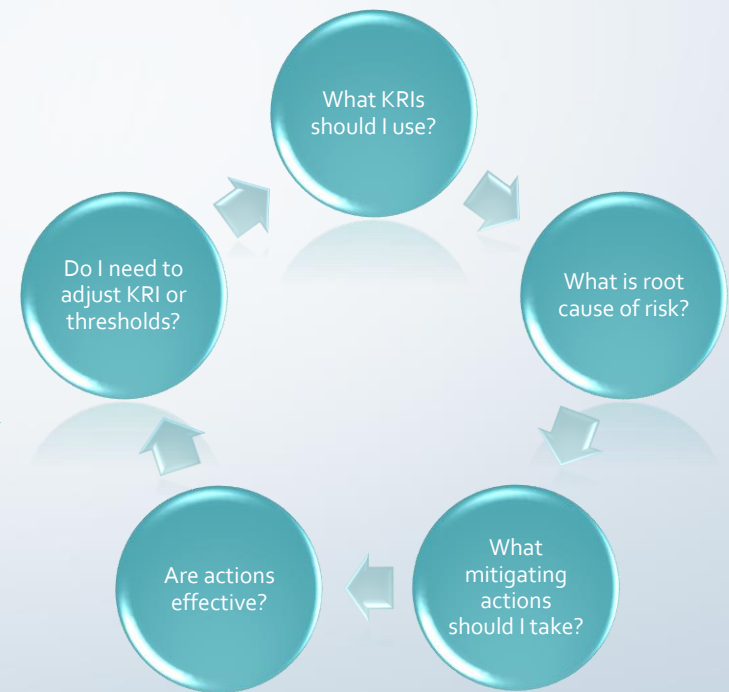 What KRIs
should I use?
What is root
cause of risk?
What
mitigating
actions
should I take?
Are actions
effective?
Do I need to
adjust KRI or
thresholds?